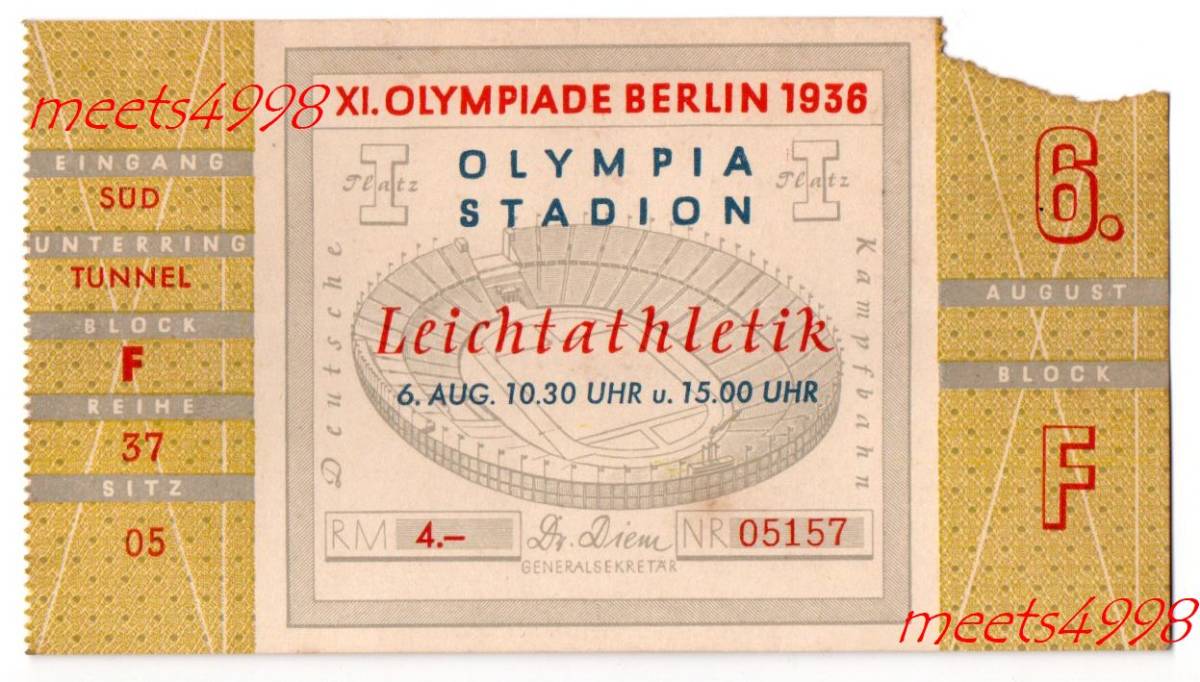 meets4998
EINGANG
SÜD
UNTERRING
TUNNEL
BLOCK
F
REIHE
37
SITZ
05
XI. OLYMPIADE BERLIN 1936
I
Platz
OLYMPIA
STADION
I
Platz
Deutsche
Kampfbahn
Leichtathletik
6. AUG. 10.30 UHR u. 15.00 UHR
RM 4.–
Dr. Diem
GENERALSEKRETÄR
NR 05157
6.
AUGUST
BLOCK
F
meets4998